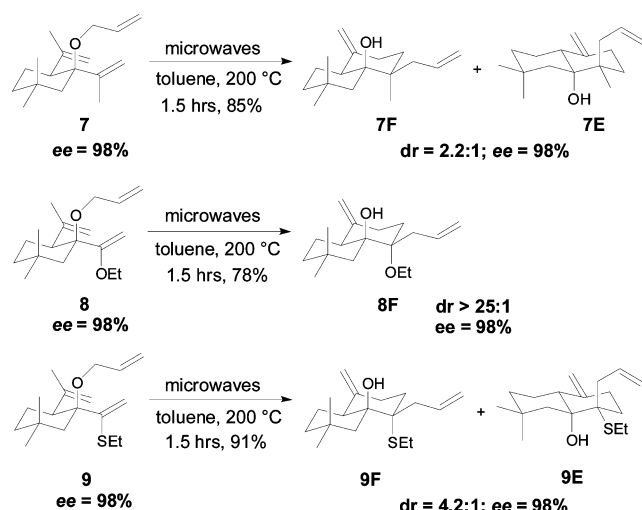 O
microwaves
toluene, 200 °C
1.5 hrs, 85%
OH
+
OH
7
ee = 98%
7F
7E
dr = 2.2:1; ee = 98%
O
OEt
microwaves
toluene, 200 °C
1.5 hrs, 78%
OH
OEt
8
ee = 98%
8F
dr > 25:1
ee = 98%
O
SEt
microwaves
toluene, 200 °C
1.5 hrs, 91%
OH
SEt
+
OH
SEt
9
ee = 98%
9F
9E
dr = 4.2:1; ee = 98%